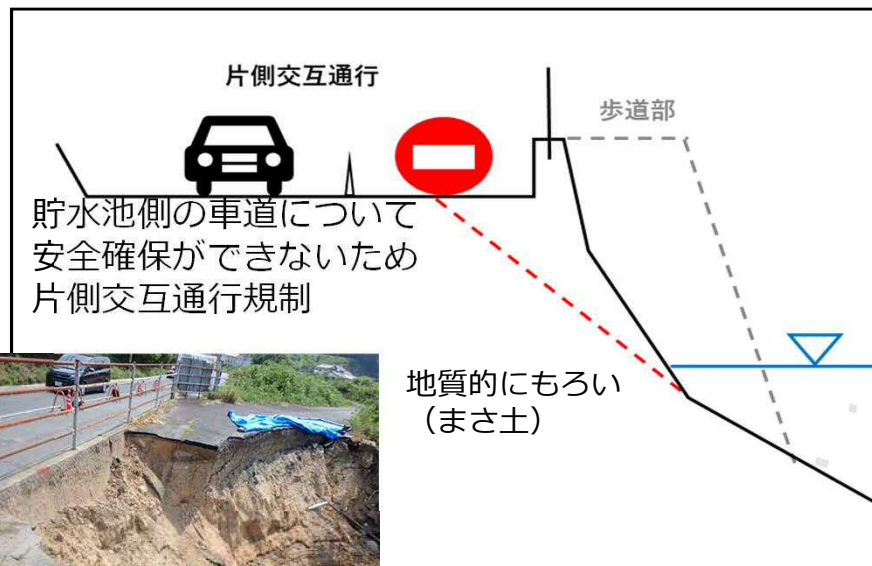 片側交互通行
歩道部
貯水池側の車道について
安全確保ができないため
片側交互通行規制
地質的にもろい
（まさ土）